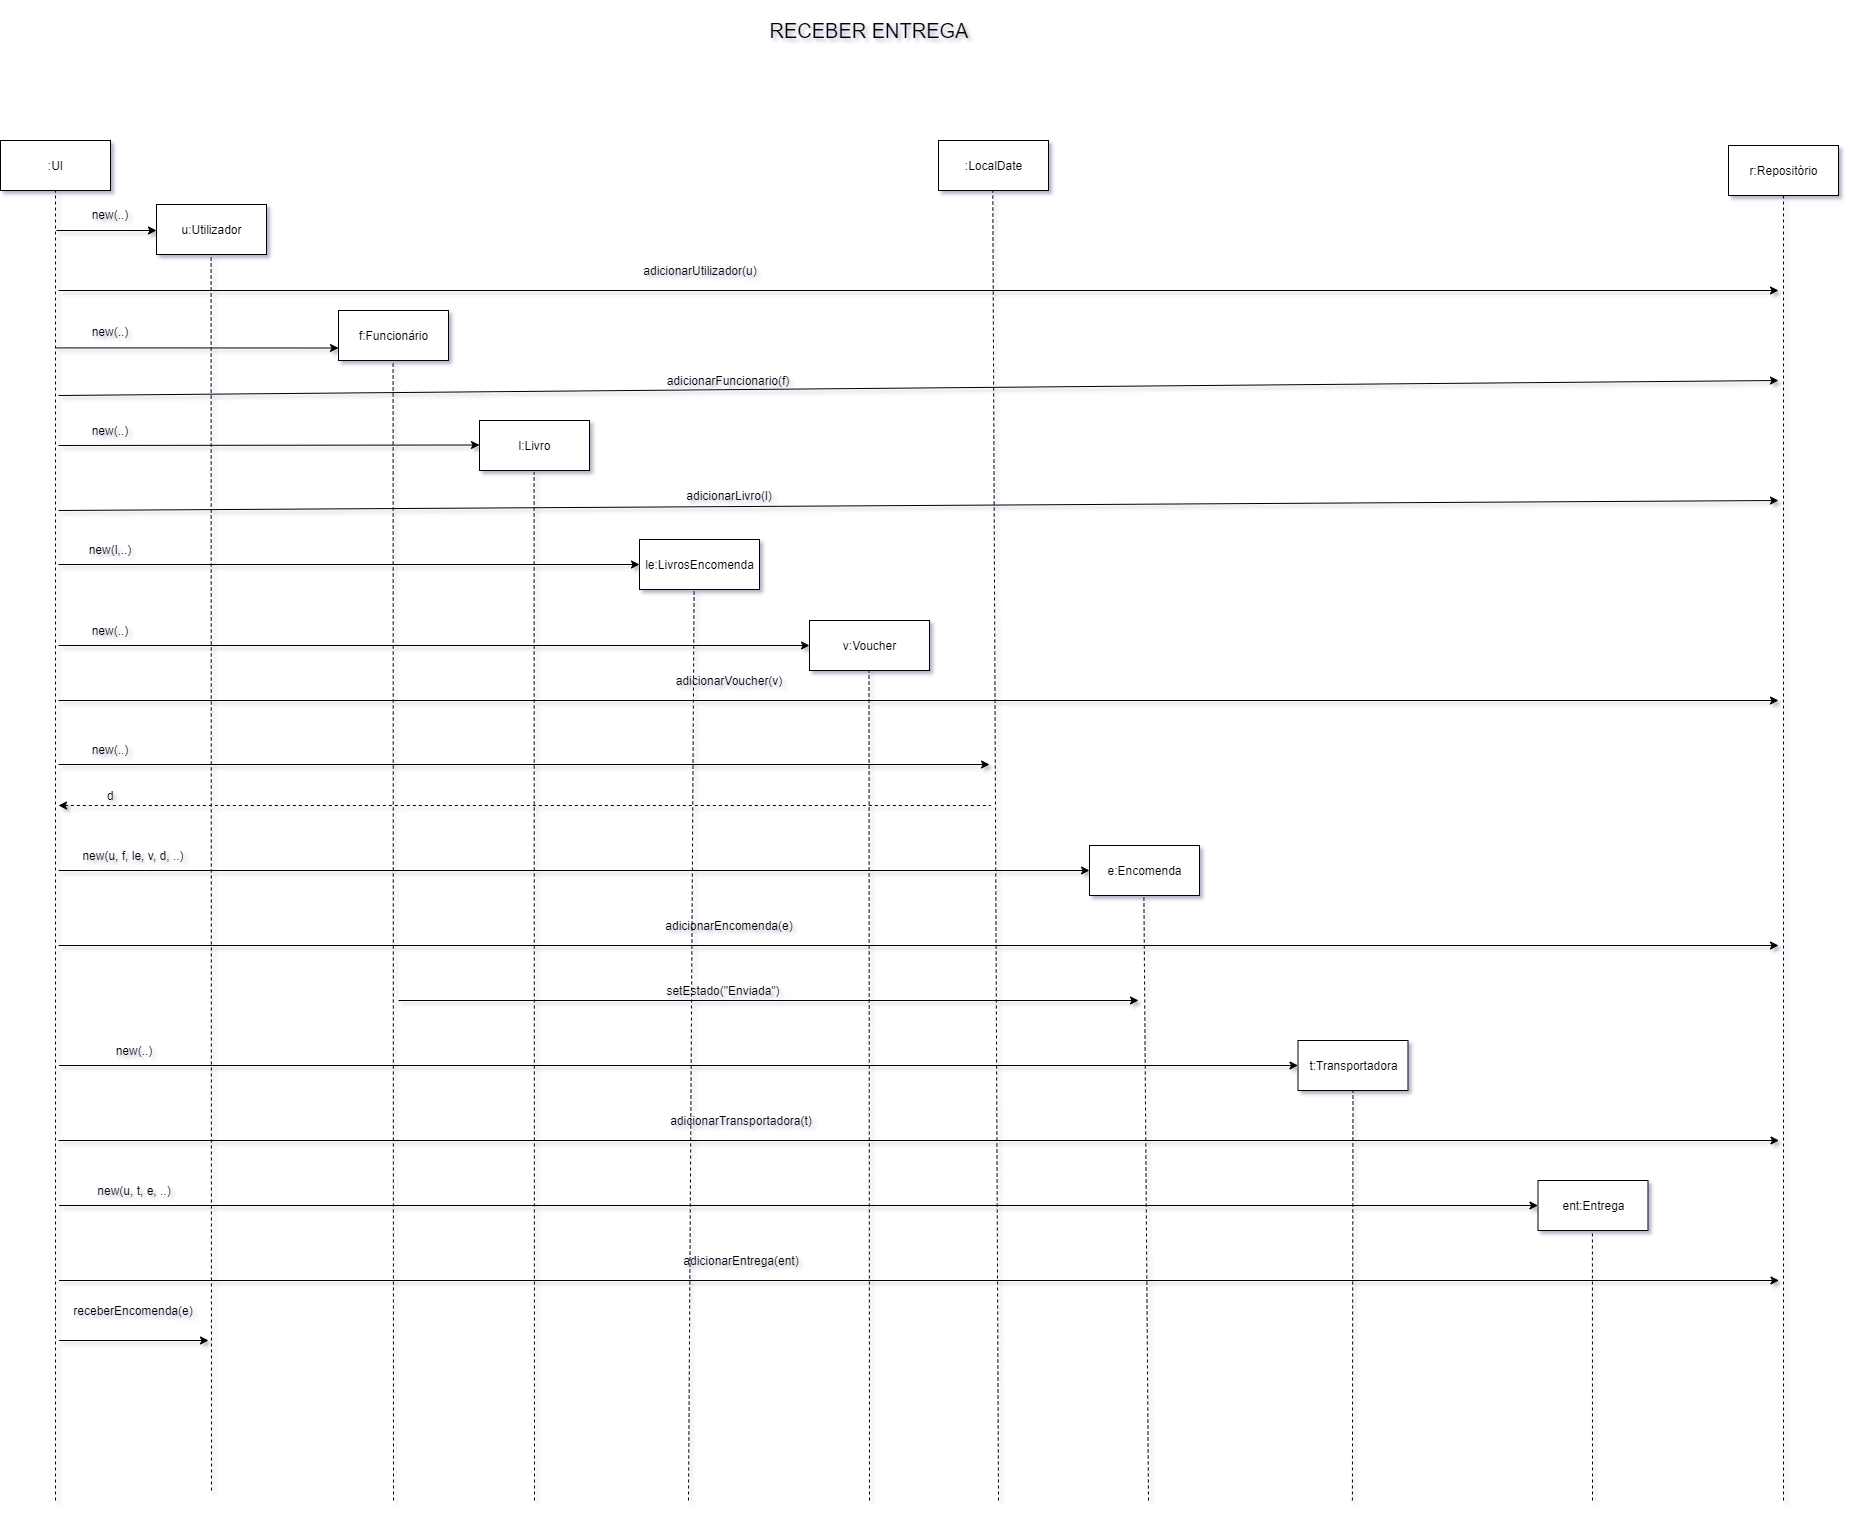 RECEBER ENTREGA
:UI
:LocalDate
r:Repositório
new(..)
u:Utilizador
adicionarUtilizador(u)
new(..)
f:Funcionário
adicionarFuncionario(f)
new(..)
l:Livro
adicionarLivro(l)
new(l,..)
le:LivrosEncomenda
new(..)
v:Voucher
adicionarVoucher(v)
new(..)
d
new(u, f, le, v, d, ..)
e:Encomenda
adicionarEncomenda(e)
setEstado("Enviada")
new(..)
t:Transportadora
adicionarTransportadora(t)
new(u, t, e, ..)
ent:Entrega
adicionarEntrega(ent)
receberEncomenda(e)